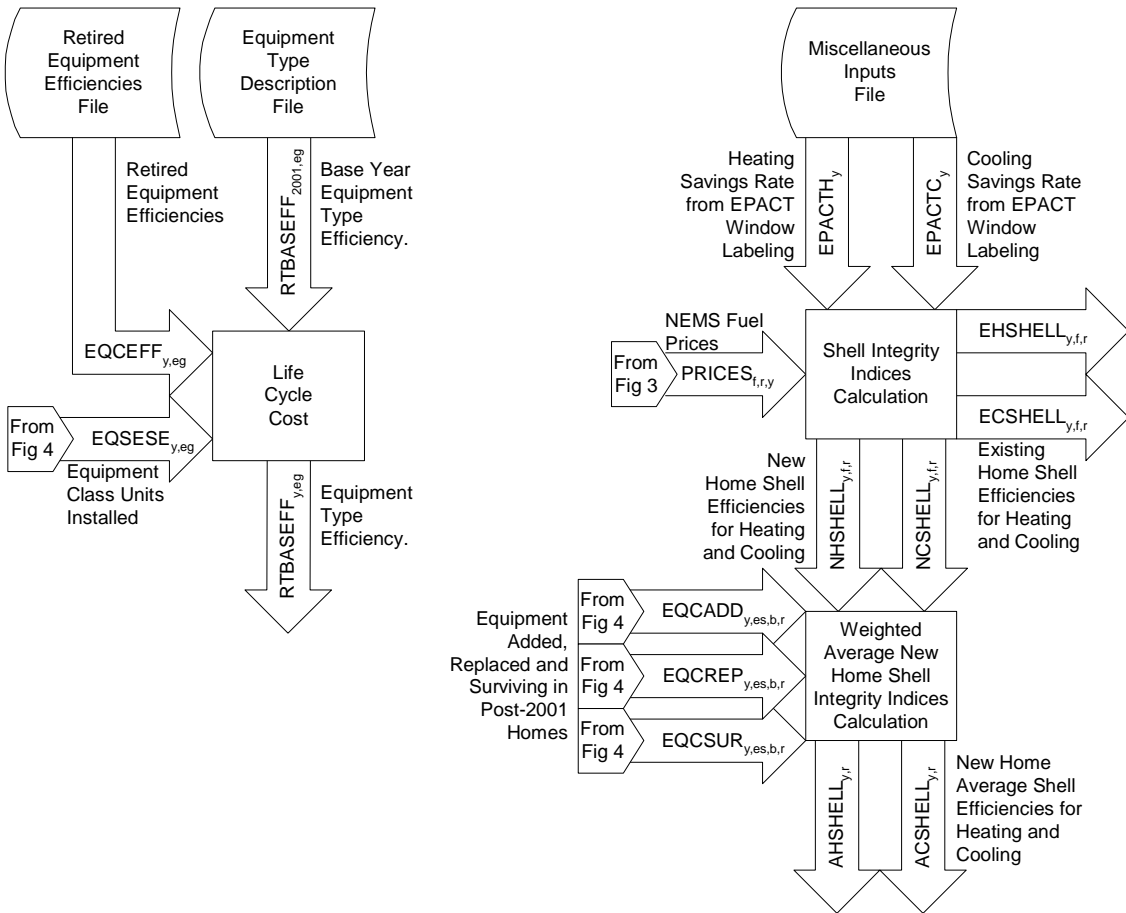 Retired
Equipment
Efficiencies
File
Equipment
Type
Description
File
Retired
Equipment
Efficiencies
RTBASEFF2001,eg
Base Year
Equipment
Type
Efficiency.
EQCEFFy,eg
Life
Cycle
Cost
From
Fig 4
EQSESEy,eg
Equipment
Class Units
Installed
RTBASEFFy,eg
Equipment
Type
Efficiency.
Miscellaneous
Inputs
File
Heating
Savings Rate
from EPACT
Window
Labeling
EPACTHy
EPACTCy
Cooling
Savings Rate
from EPACT
Window
Labeling
NEMS Fuel
Prices
From
Fig 3
PRICESf,r,y
Shell Integrity
Indices
Calculation
EHSHELLy,f,r
ECSHELLy,f,r
Existing
Home Shell
Efficiencies
for Heating
and Cooling
New
Home Shell
Efficiencies
for Heating
and Cooling
NHSHELLy,f,r
NCSHELLy,f,r
Equipment
Added,
Replaced and
Surviving in
Post-2001
Homes
From
Fig 4
EQCADDy,es,b,r
From
Fig 4
EQCREPy,es,b,r
From
Fig 4
EQCSURy,es,b,r
Weighted
Average New
Home Shell
Integrity Indices
Calculation
AHSHELLy,r
ACSHELLy,r
New Home
Average Shell
Efficiencies for
Heating and
Cooling